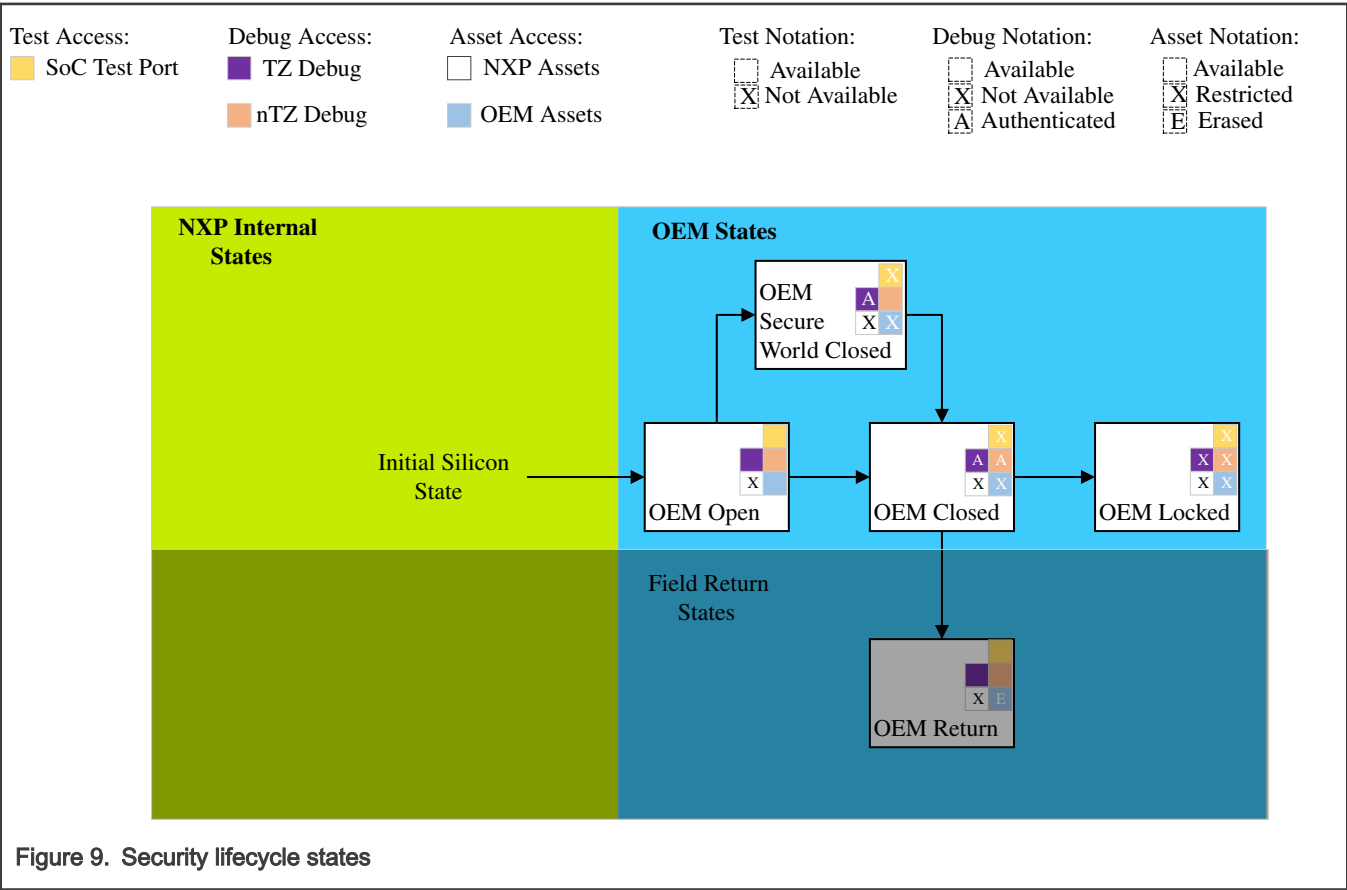 Test Access:
SoC Test Port
Debug Access:
TZ Debug
nTZ Debug
Asset Access:
NXP Assets
OEM Assets
Test Notation:
Available
X Not Available
Debug Notation:
Available
X Not Available
A Authenticated
Asset Notation:
Available
X Restricted
E Erased
NXP Internal
States
OEM States
OEM
Secure
World Closed
X
A
X X
Initial Silicon
State
X
OEM Open
X
A A
X X
OEM Closed
X
X X
X X
OEM Locked
Field Return
States
X E
OEM Return
Figure 9. Security lifecycle states